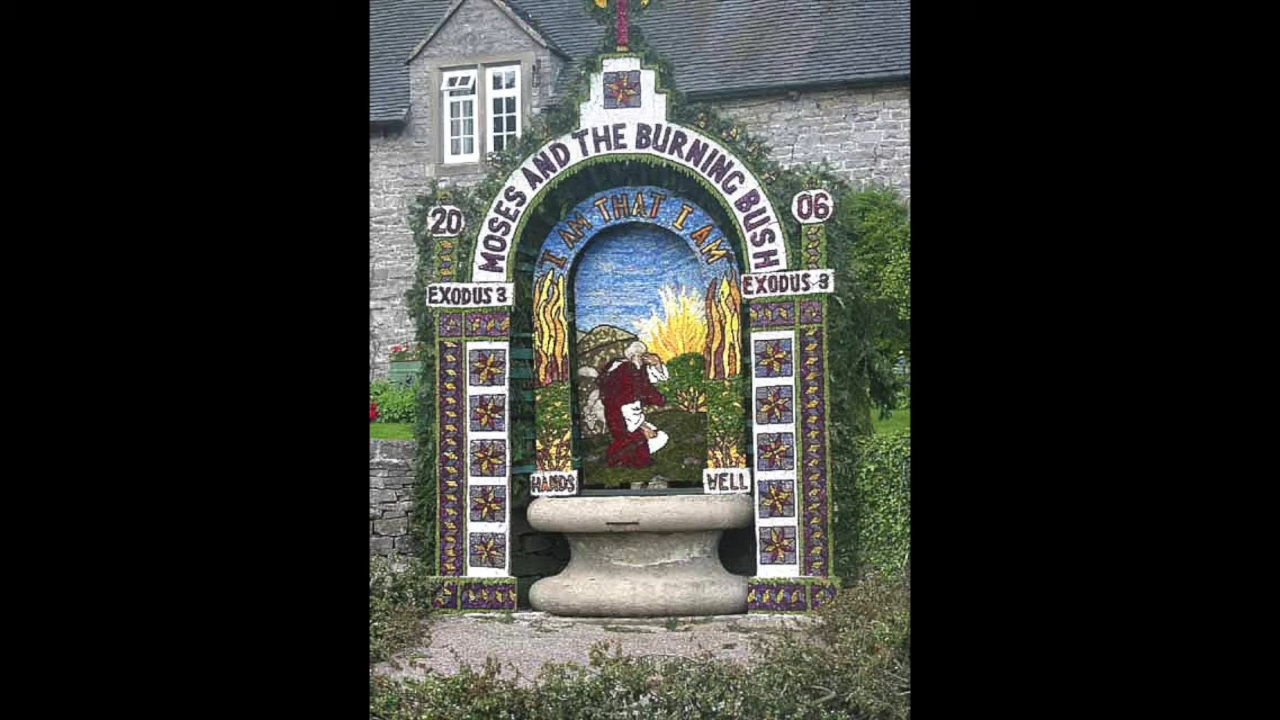 MOSES AND THE BURNING BUSH
20
06
I AM THAT I AM
EXODUS 3
EXODUS 3
HANDS
WELL